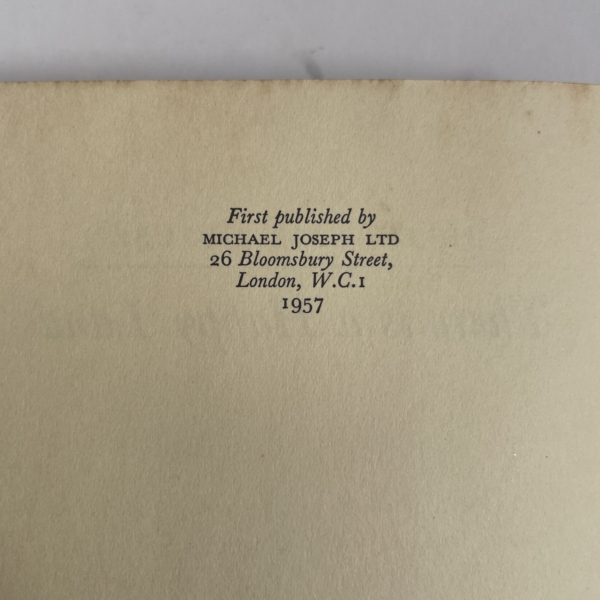 First published by
MICHAEL JOSEPH LTD
26 Bloomsbury Street,
London, W.C.1
1957